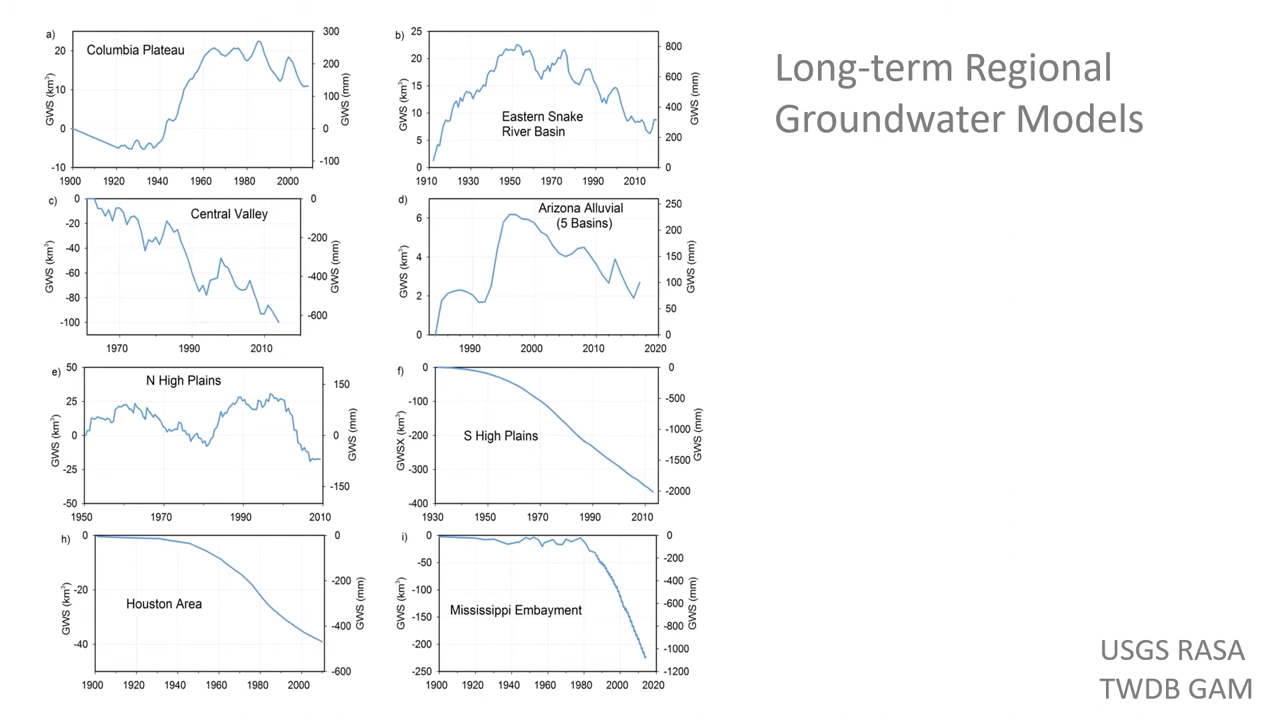 Long-term Regional
Groundwater Models
a)
Columbia Plateau
GWS (km³)
20
10
0
-10
300
200
100
0
-100
GWS (mm)
1900 1920 1940 1960 1980 2000
b)
Eastern Snake
River Basin
GWS (km³)
25
20
15
10
5
0
800
600
400
200
0
GWS (mm)
1910 1930 1950 1970 1990 2010
c)
Central Valley
GWS (km³)
0
-20
-40
-60
-80
-100
0
-200
-400
-600
GWS (mm)
1970 1990 2010
d)
Arizona Alluvial
(5 Basins)
GWS (km³)
6
4
2
0
250
200
150
100
50
0
GWS (mm)
1990 2000 2010 2020
e)
N High Plains
GWS (km³)
50
25
0
-25
-50
150
0
-150
GWS (mm)
1950 1970 1990 2010
f)
S High Plains
GWSX (km³)
0
-100
-200
-300
-400
0
-500
-1000
-1500
-2000
GWS (mm)
1930 1950 1970 1990 2010
h)
Houston Area
GWS (km³)
0
-20
-40
0
-200
-400
-600
GWS (mm)
1900 1920 1940 1960 1980 2000
i)
Mississippi Embayment
GWS (km³)
0
-50
-100
-150
-200
-250
0
-200
-400
-600
-800
-1000
-1200
GWS (mm)
1900 1920 1940 1960 1980 2000 2020
USGS RASA
TWDB GAM